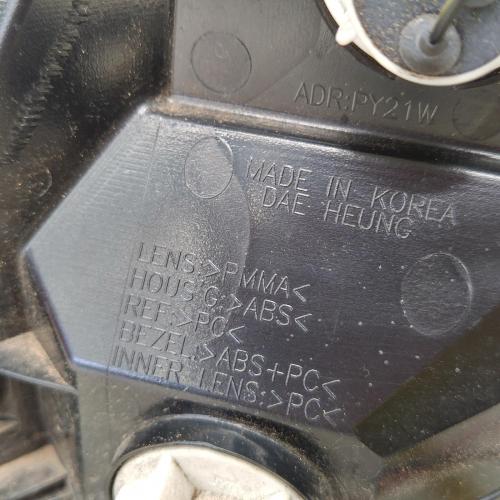 ADR:PY21W
MADE IN KOREA
DAE HEUNG
LENS:>PMMA<
HOUS'G:>ABS<
REF:>PC<
BEZEL:>ABS+PC<
INNER LENS:>PC<